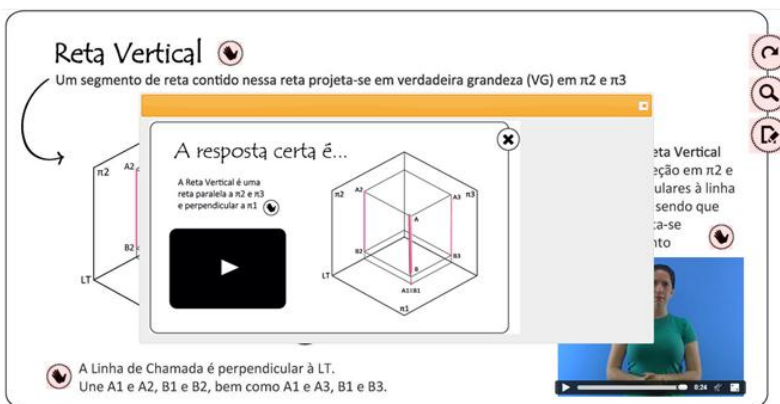 Reta Vertical
Um segmento de reta contido nessa reta projeta-se em verdadeira grandeza (VG) em π2 e π3
A resposta certa é...
A Reta Vertical é uma
reta paralela a π2 e π3
e perpendicular a π1
π2
A2
A3
π3
A
B2
B
B3
LT
A1≡B1
π1
π2
A2
B2
LT
eta Vertical
eção em π2 e
ulares à linha
sendo que
ta-se
nto
0:24
A Linha de Chamada é perpendicular à LT.
Une A1 e A2, B1 e B2, bem como A1 e A3, B1 e B3.